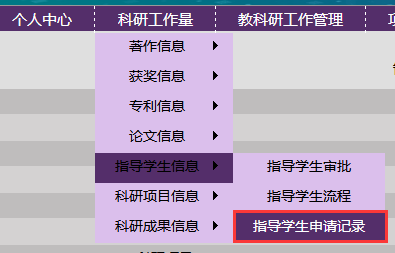 个人中心 科研工作量 教科研工作管理
著作信息
获奖信息
专利信息
论文信息
指导学生信息 指导学生审批
科研项目信息 指导学生流程
科研成果信息 指导学生申请记录